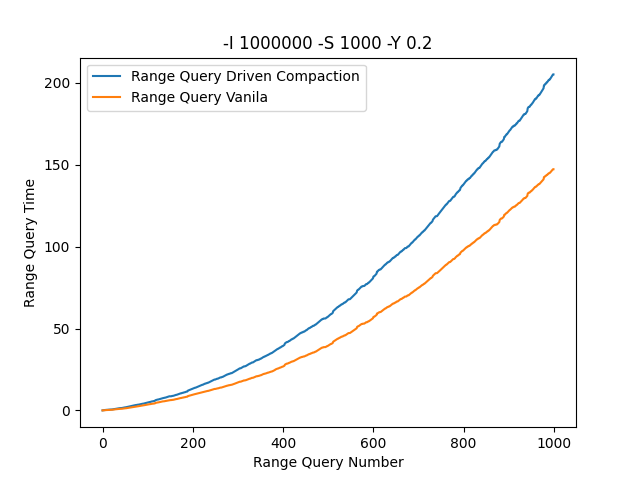 -I 1000000 -S 1000 -Y 0.2
Range Query Driven Compaction
Range Query Vanila
200
150
100
50
0
Range Query Time
0 200 400 600 800 1000
Range Query Number